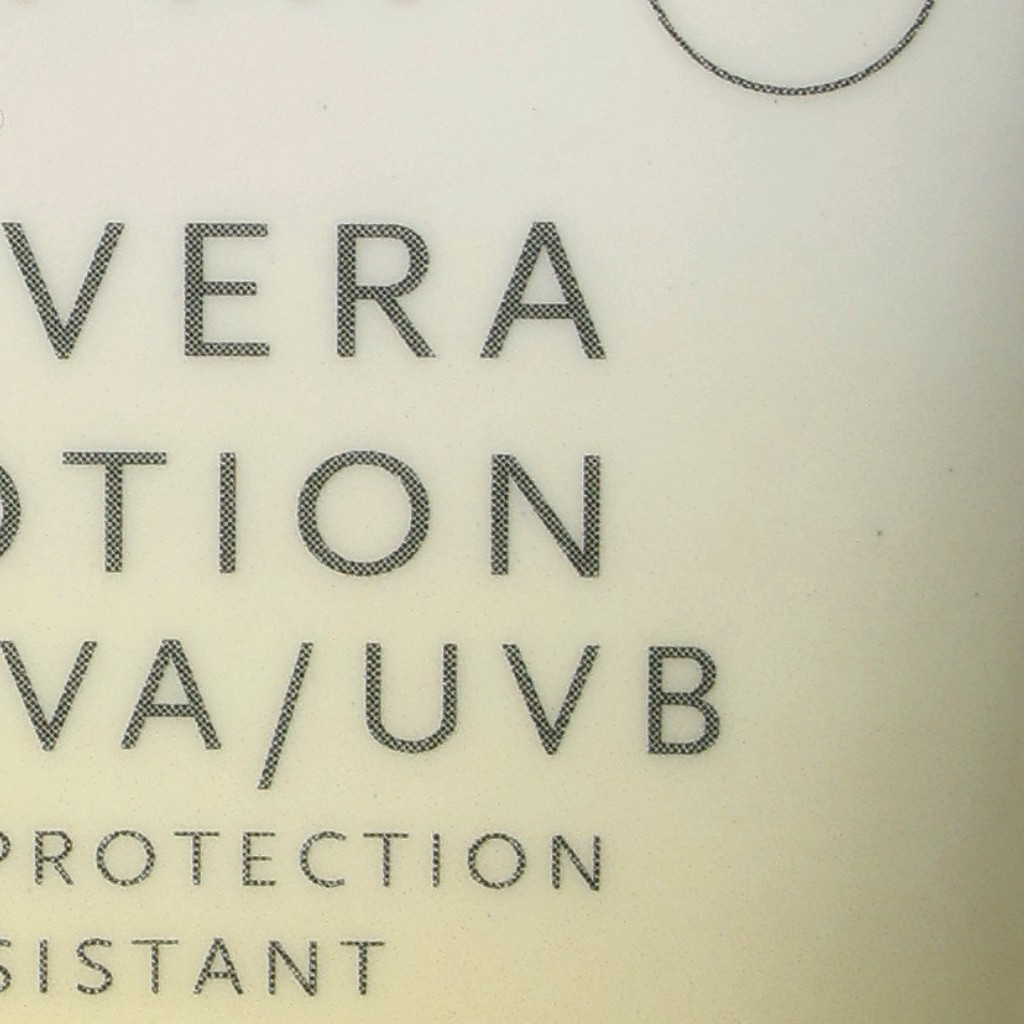 VERA
OTION
VA/UVB
PROTECTION
SISTANT